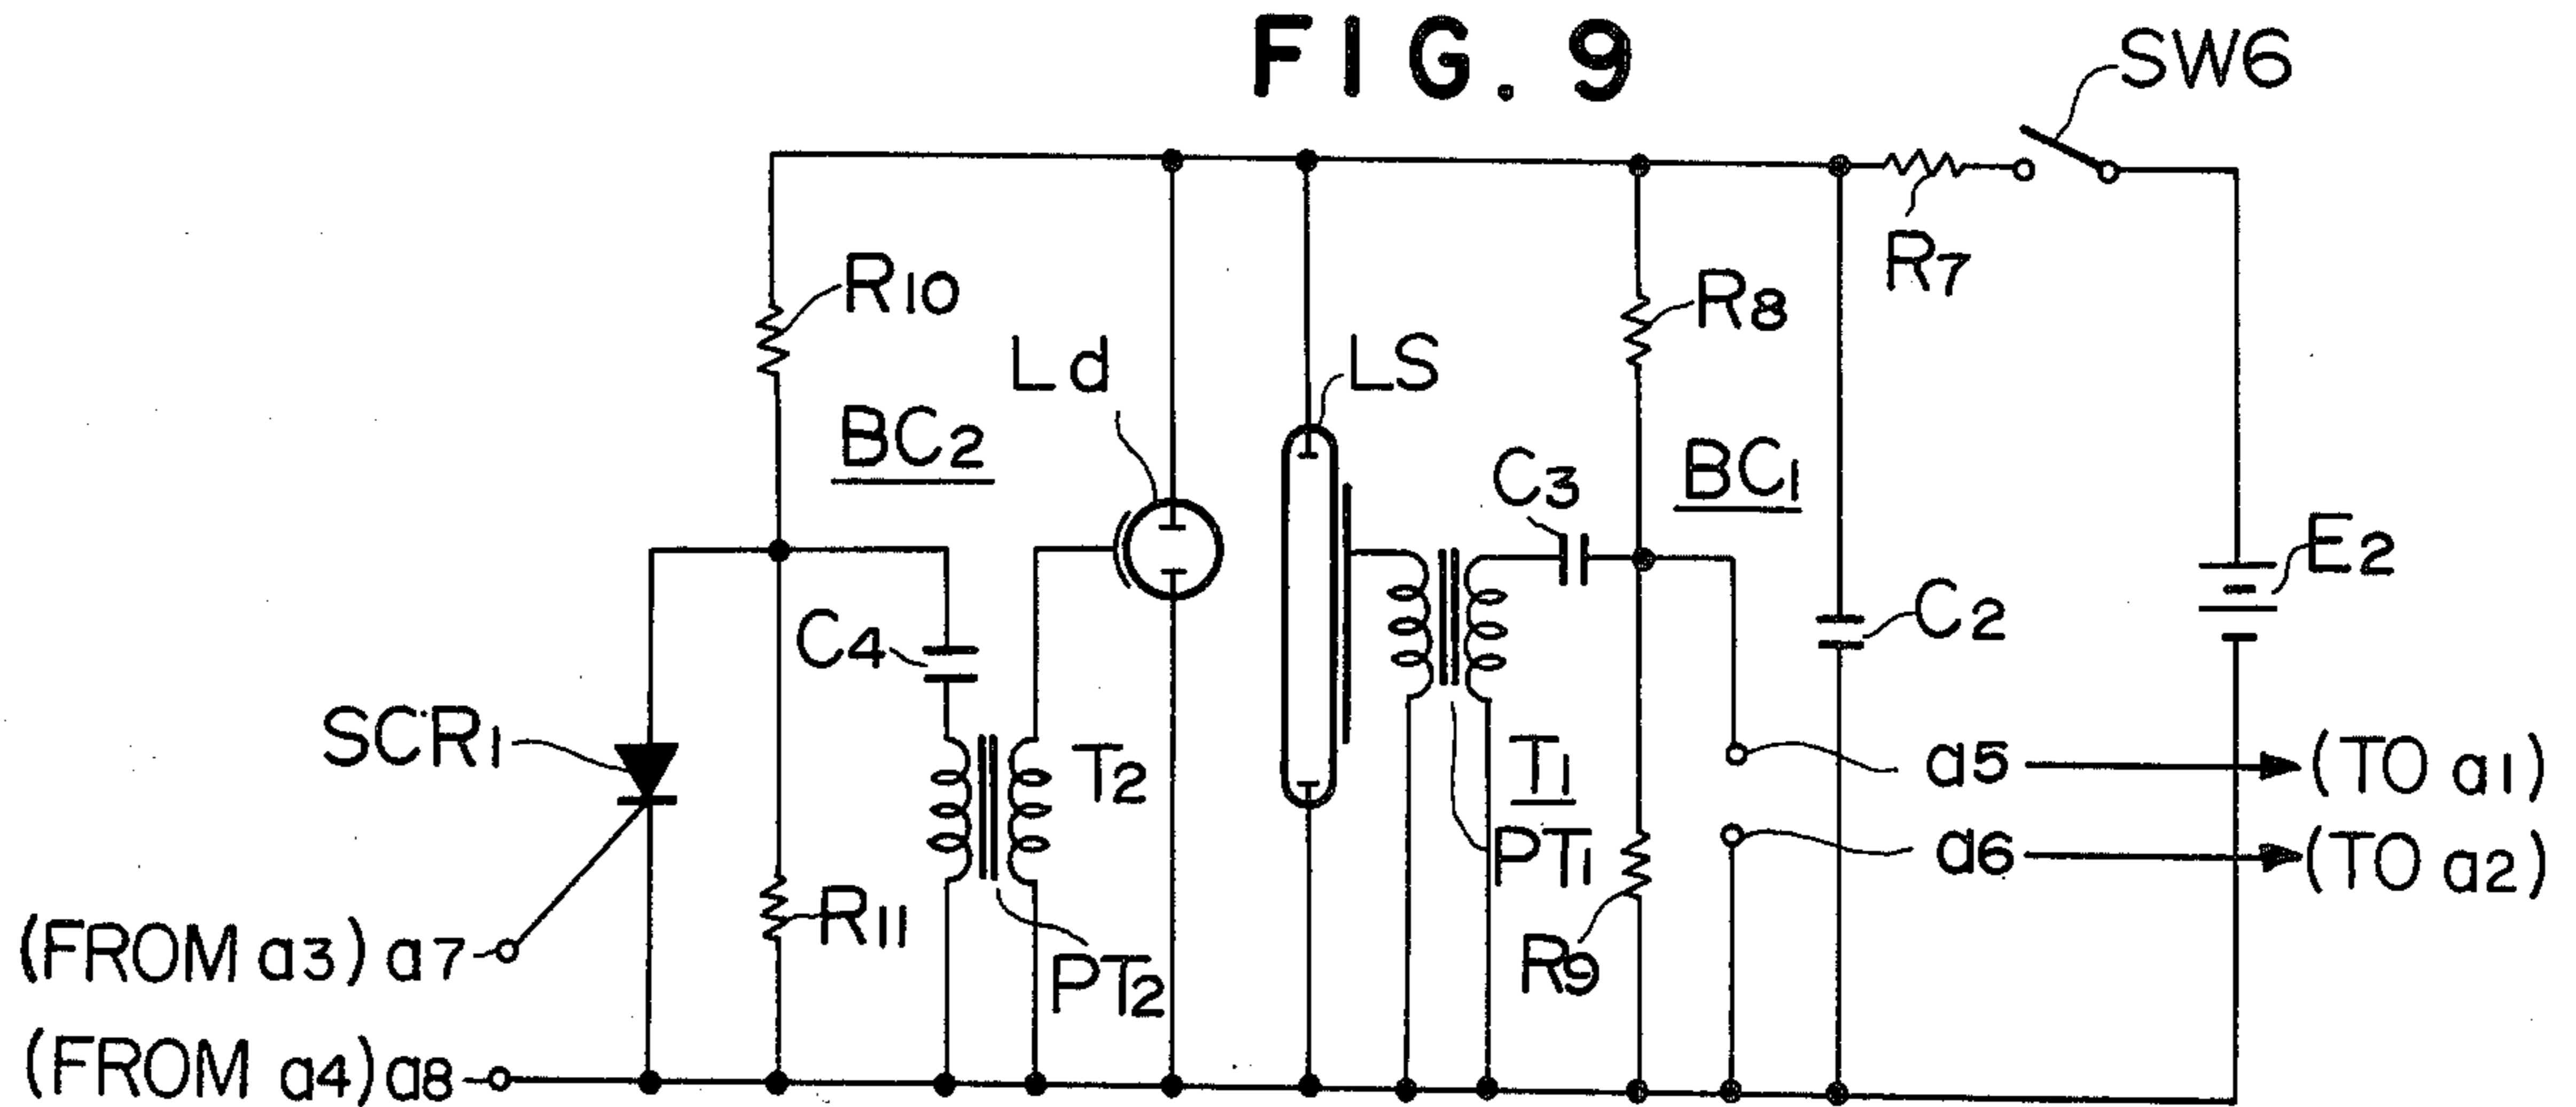 FIG. 9
SW6
R7
R10
R8
Ld
LS
BC2
C3
BC1
E2
C4
C2
SCR1
T2
T1
a5 (TO a1)
PT1
a6 (TO a2)
R11
(FROM a3) a7
PT2
R9
(FROM a4) a8